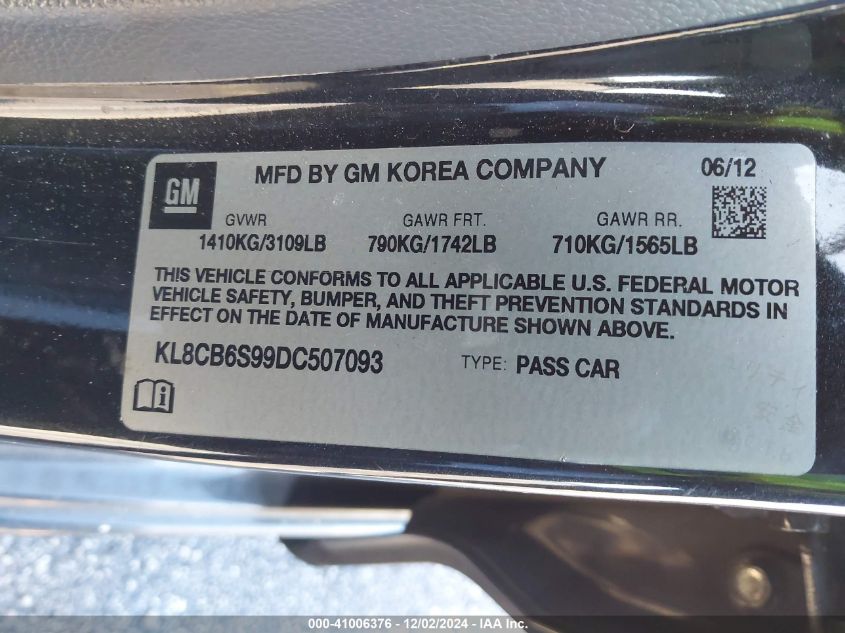 GM
MFD BY GM KOREA COMPANY
06/12
GVWR
GAWR FRT.
GAWR RR.
1410KG/3109LB
790KG/1742LB
710KG/1565LB
THIS VEHICLE CONFORMS TO ALL APPLICABLE U.S. FEDERAL MOTOR
VEHICLE SAFETY, BUMPER, AND THEFT PREVENTION STANDARDS IN
EFFECT ON THE DATE OF MANUFACTURE SHOWN ABOVE.
KL8CB6S99DC507093
TYPE: PASS CAR
000-41006376 - 12/02/2024 - IAA Inc.